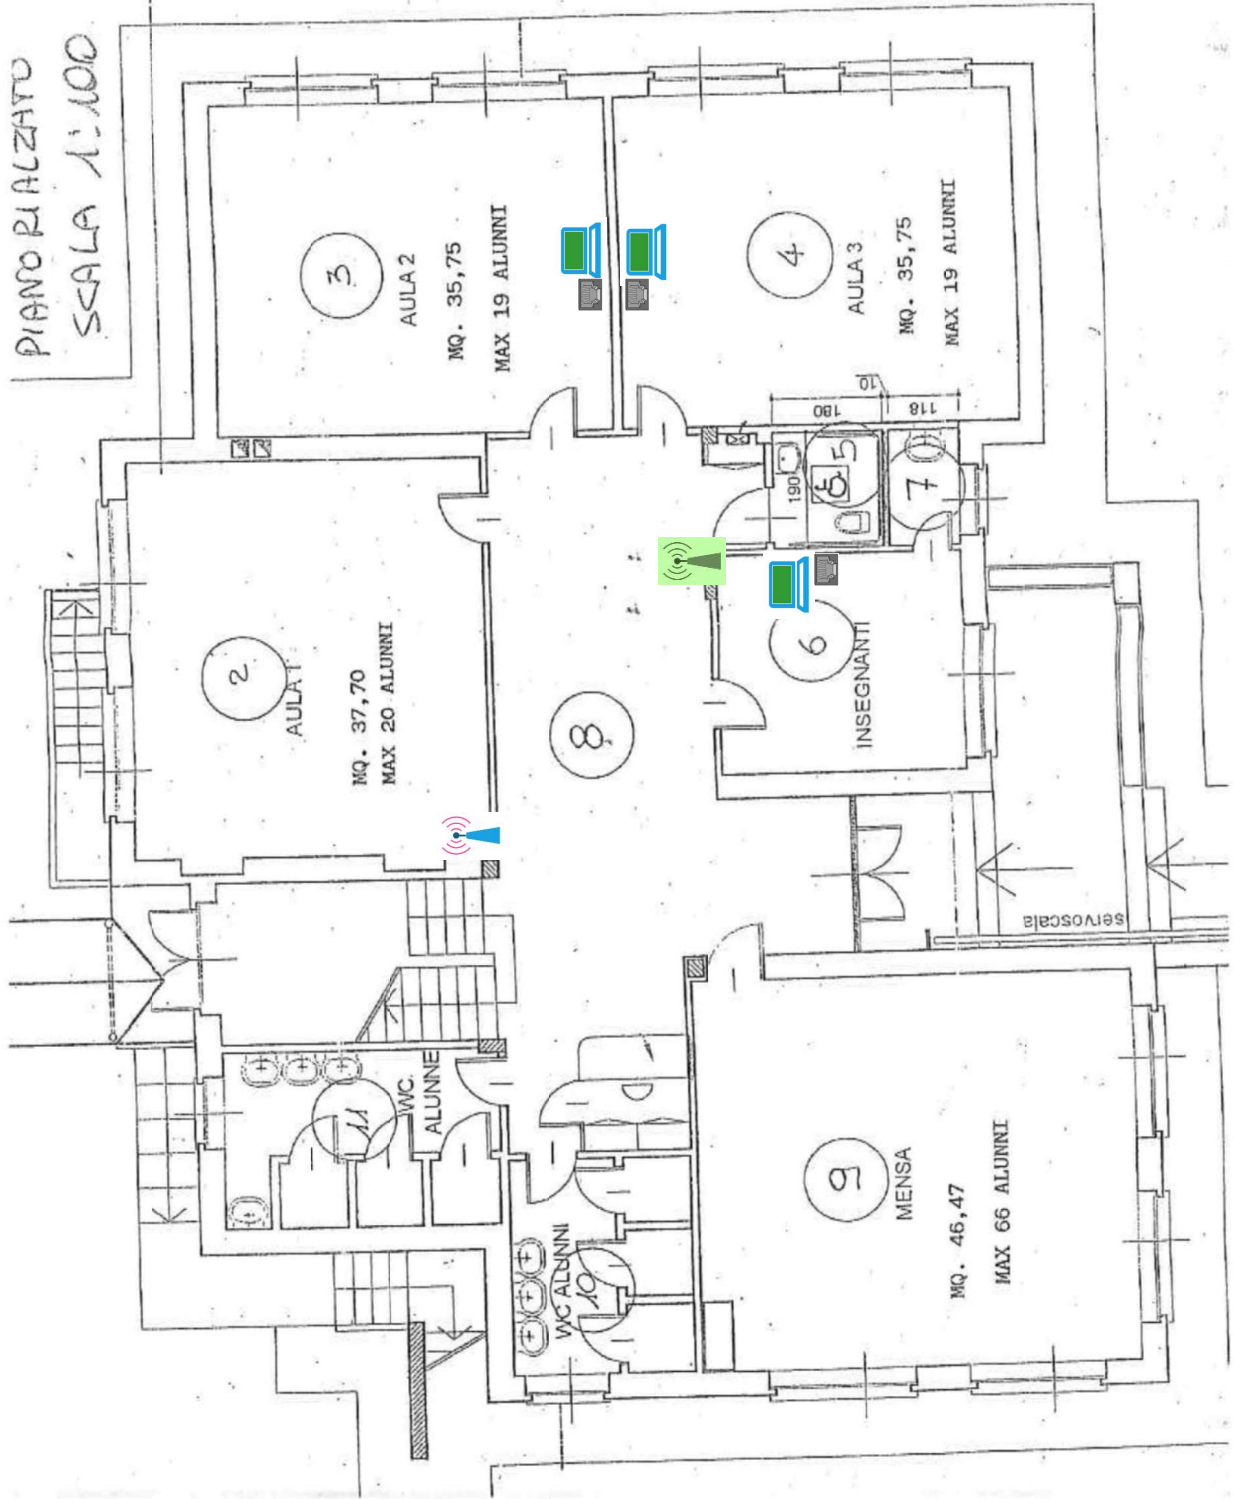 PIANO RIALZATO
SCALA 1:100
3
AULA 2
MQ. 35,75
MAX 19 ALUNNI
4
AULA 3
MQ. 35,75
MAX 19 ALUNNI
180
10
118
190
5
7
2
AULA 1
MQ. 37,70
MAX 20 ALUNNI
6
INSEGNANTI
8
servoscala
11
WC.
ALUNNE
10
WC ALUNNI
9
MENSA
MQ. 46,47
MAX 66 ALUNNI